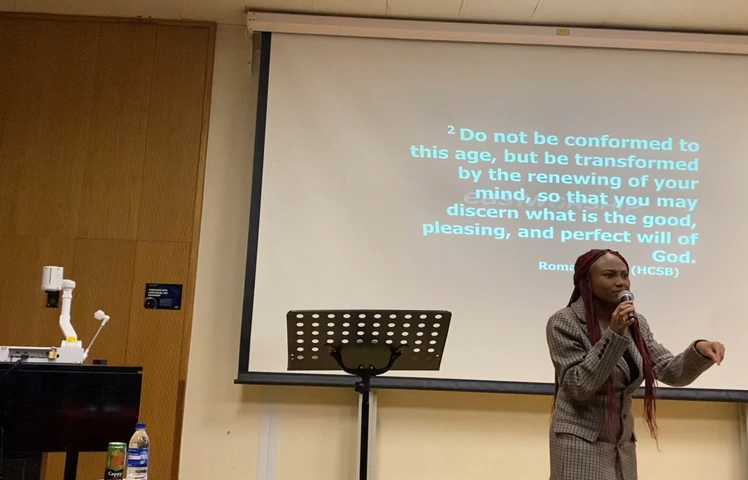 2 Do not be conformed to
this age, but be transformed
by the renewing of your
mind, so that you may
discern what is the good,
pleasing, and perfect will of
God.
(HCSB)
Cappy